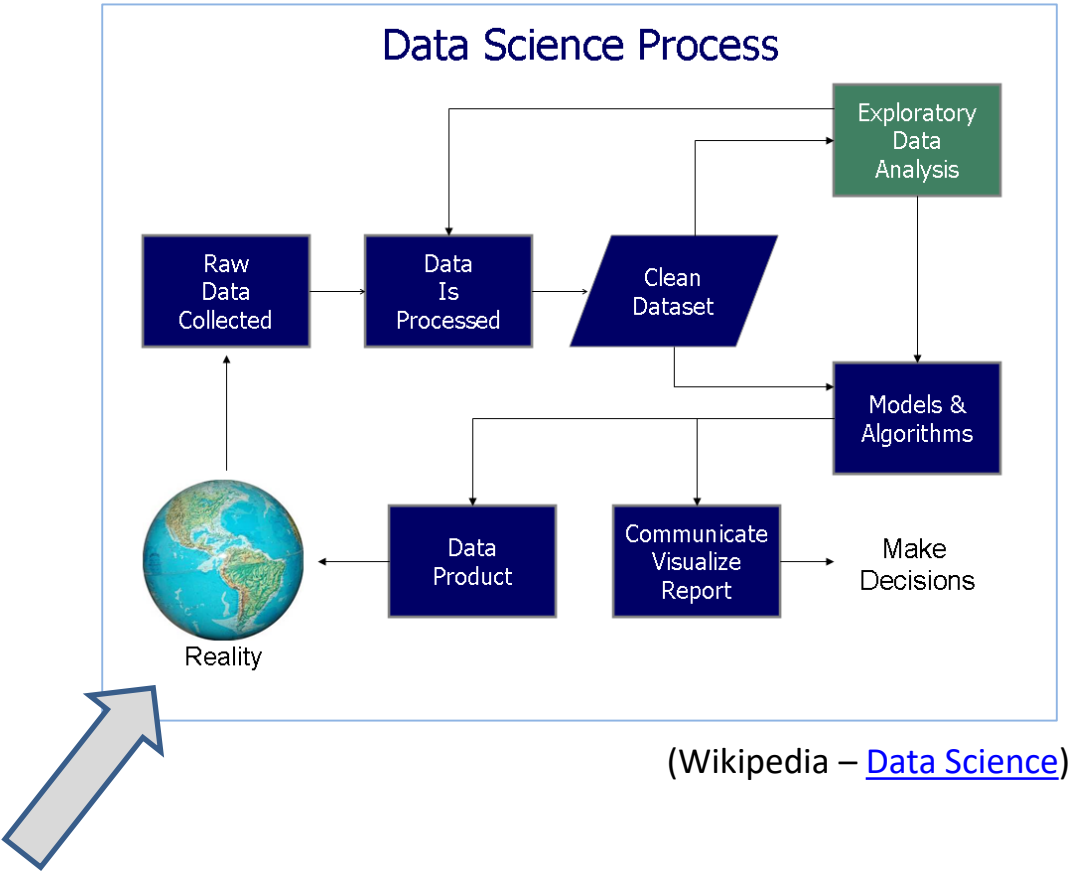 Data Science Process
Exploratory
Data
Analysis
Raw
Data
Collected
Data
Is
Processed
Clean
Dataset
Models &
Algorithms
Data
Product
Communicate
Visualize
Report
Make
Decisions
Reality
(Wikipedia – Data Science)